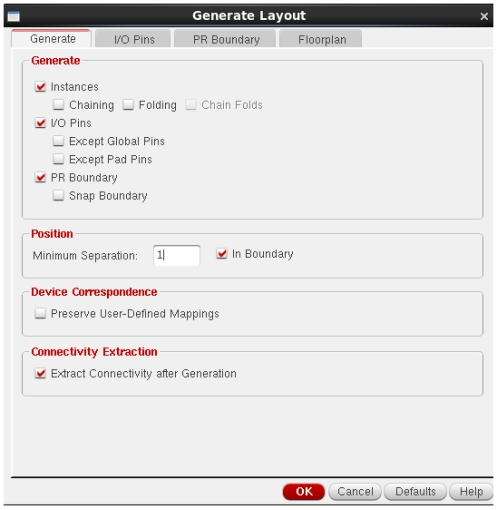 Generate Layout
Generate I/O Pins PR Boundary Floorplan
Generate
Instances
Chaining Folding Chain Folds
I/O Pins
Except Global Pins
Except Pad Pins
PR Boundary
Snap Boundary
Position
Minimum Separation: 1 In Boundary
Device Correspondence
Preserve User-Defined Mappings
Connectivity Extraction
Extract Connectivity after Generation
OK Cancel Defaults Help